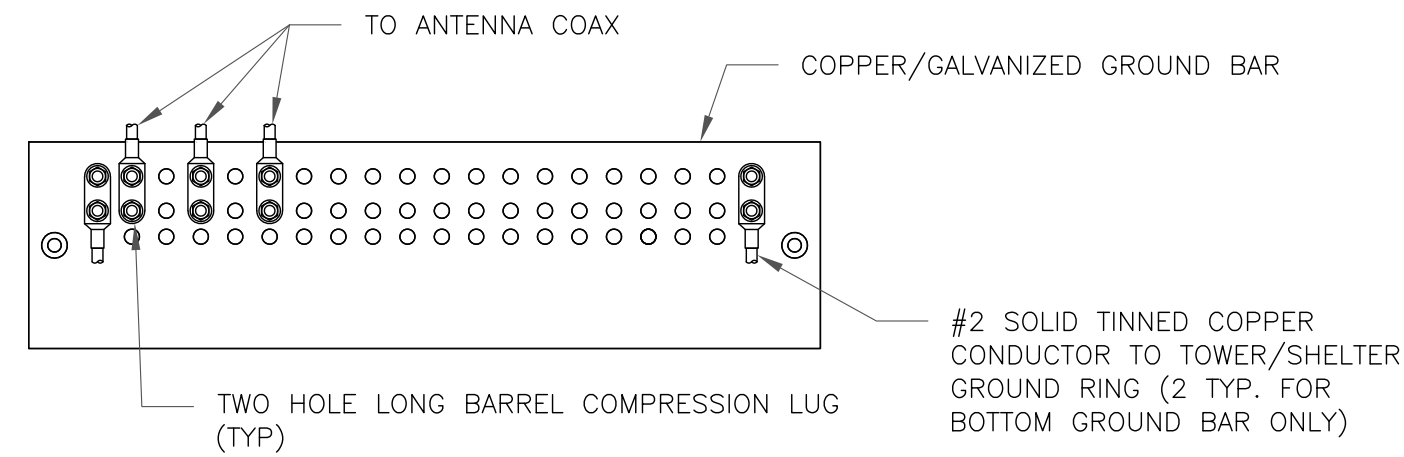 TO ANTENNA COAX
COPPER/GALVANIZED GROUND BAR
#2 SOLID TINNED COPPER
CONDUCTOR TO TOWER/SHELTER
GROUND RING (2 TYP. FOR
BOTTOM GROUND BAR ONLY)
TWO HOLE LONG BARREL COMPRESSION LUG
(TYP)